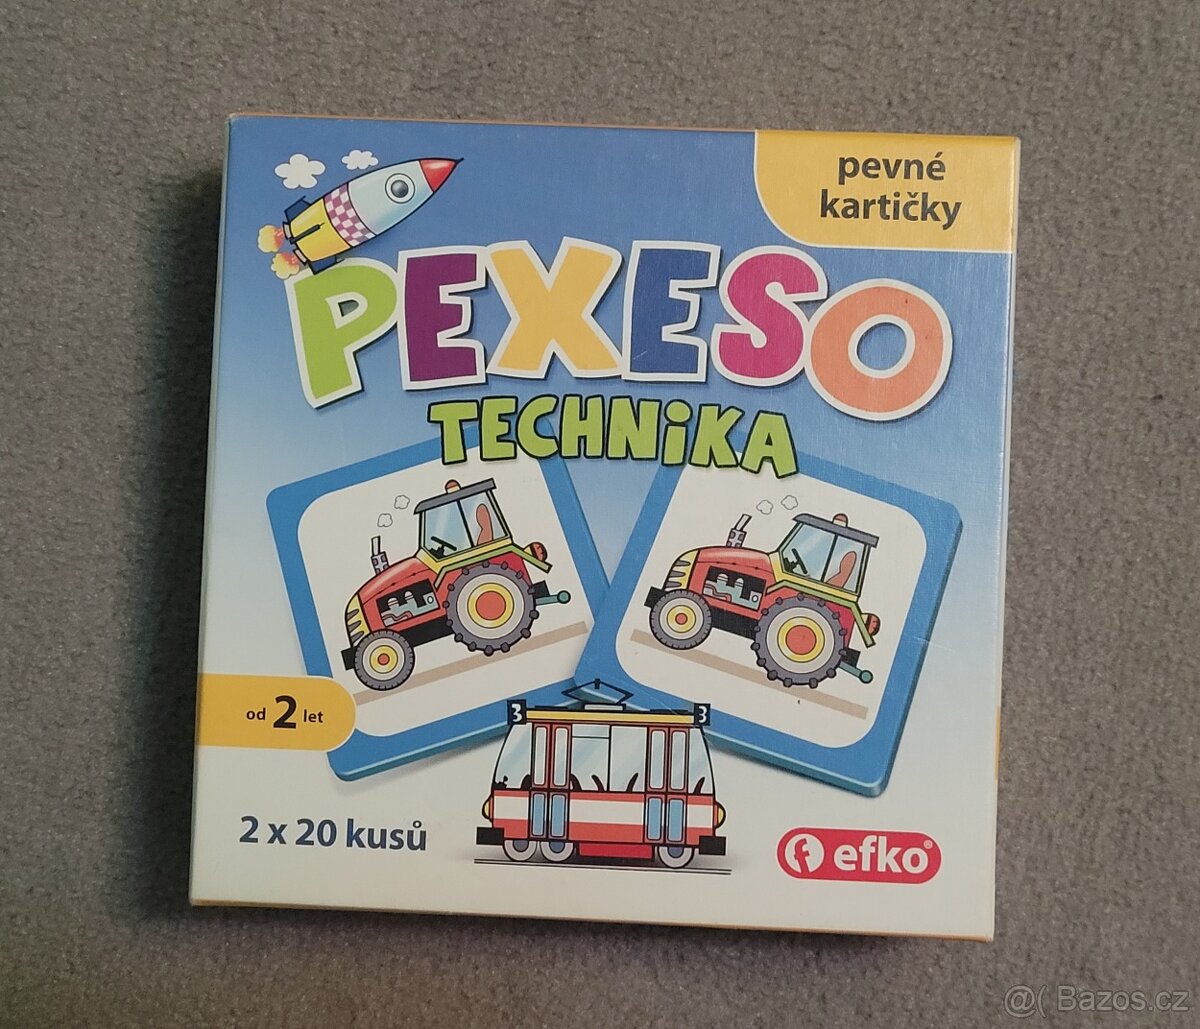 pevné
kartičky
PEXESO
TECHNiKA
od 2 let
3 3
2 x 20 kusů
efko®
@( Bazos.cz